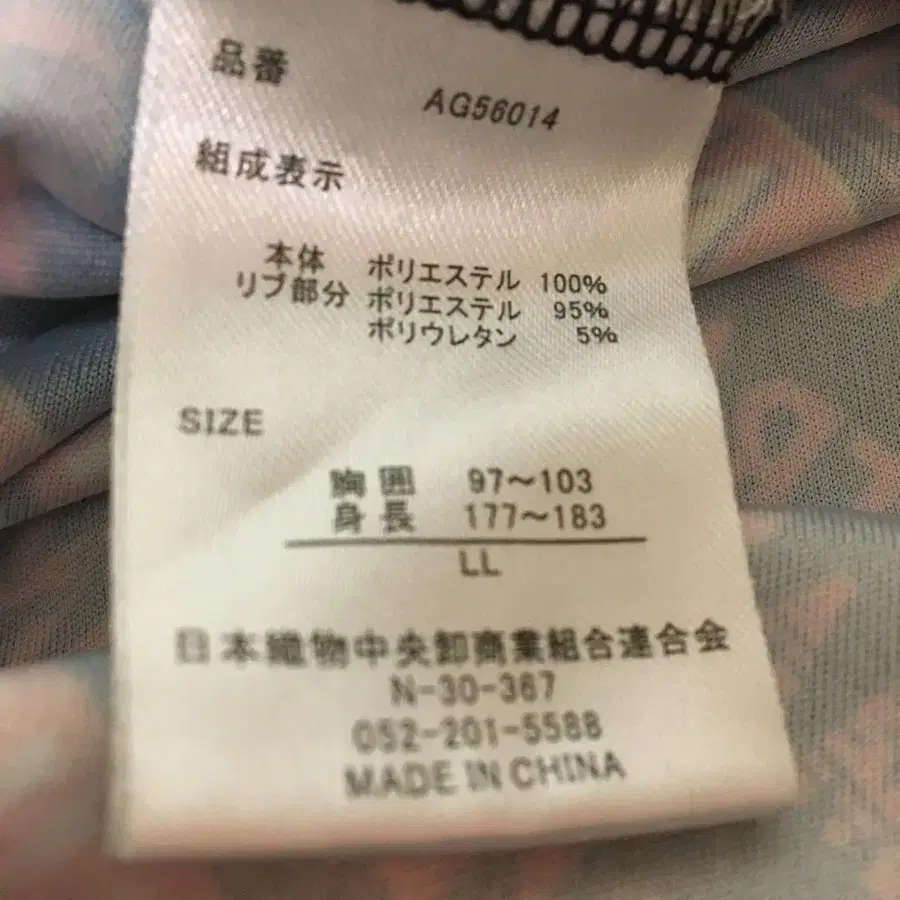 品番
AG56014
組成表示
本体 ポリエステル 100%
リブ部分 ポリエステル 95%
ポリウレタン 5%
SIZE
胸囲 97～103
身長 177～183
LL
日本織物中央卸商業組合連合会
N-30-367
052-201-5588
MADE IN CHINA